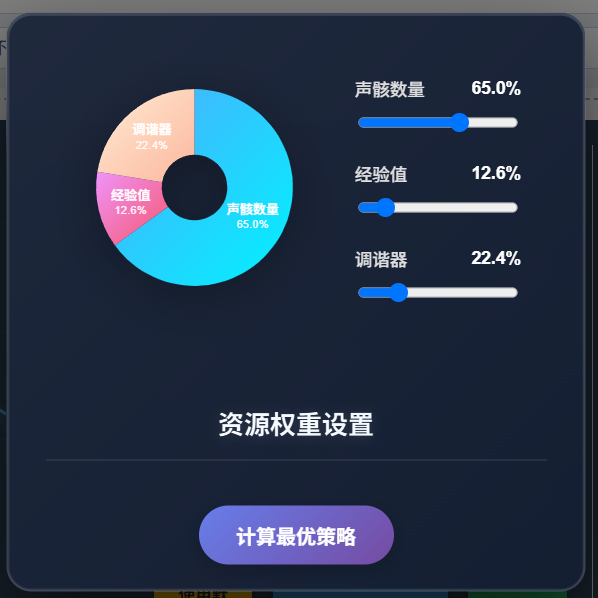 不
声骸数量 65.0%
调谐器
22.4%
经验值
12.6%
声骸数量
65.0%
经验值 12.6%
调谐器 22.4%
资源权重设置
计算最优策略